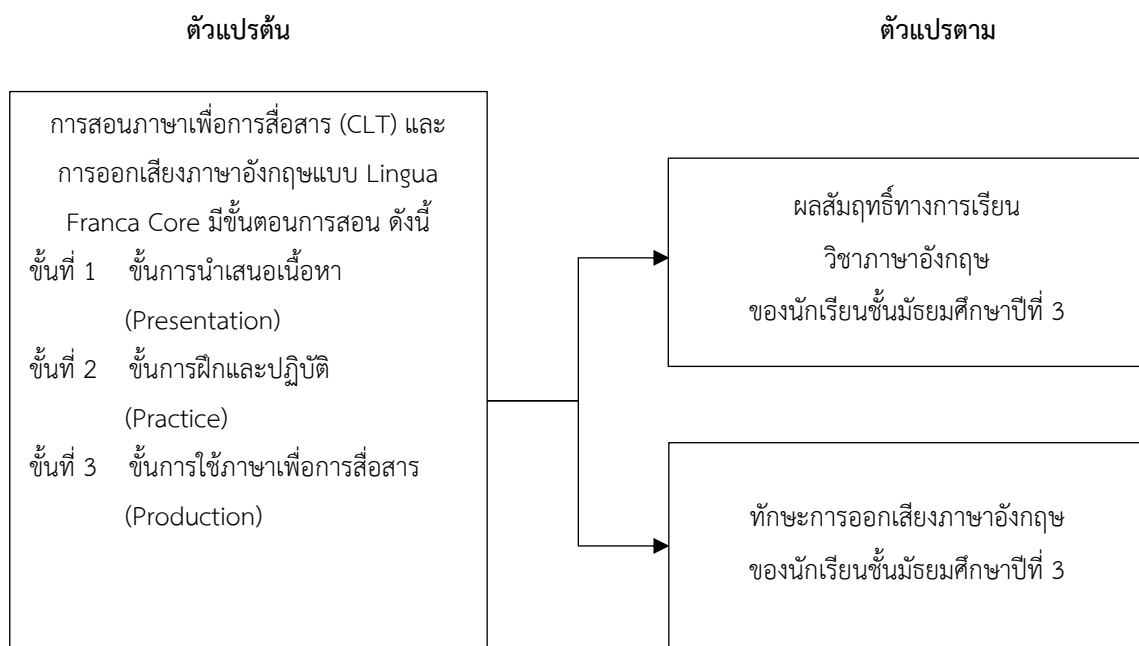 ตัวแปรต้น
ตัวแปรตาม
การสอนภาษาเพื่อการสื่อสาร (CLT) และ
การออกเสียงภาษาอังกฤษแบบ Lingua
Franca Core มีขั้นตอนการสอน ดังนี้
ขั้นที่ 1 ขั้นการนำเสนอเนื้อหา
(Presentation)
ขั้นที่ 2 ขั้นการฝึกและปฏิบัติ
(Practice)
ขั้นที่ 3 ขั้นการใช้ภาษาเพื่อการสื่อสาร
(Production)
ผลสัมฤทธิ์ทางการเรียน
วิชาภาษาอังกฤษ
ของนักเรียนชั้นมัธยมศึกษาปีที่ 3
ทักษะการออกเสียงภาษาอังกฤษ
ของนักเรียนชั้นมัธยมศึกษาปีที่ 3